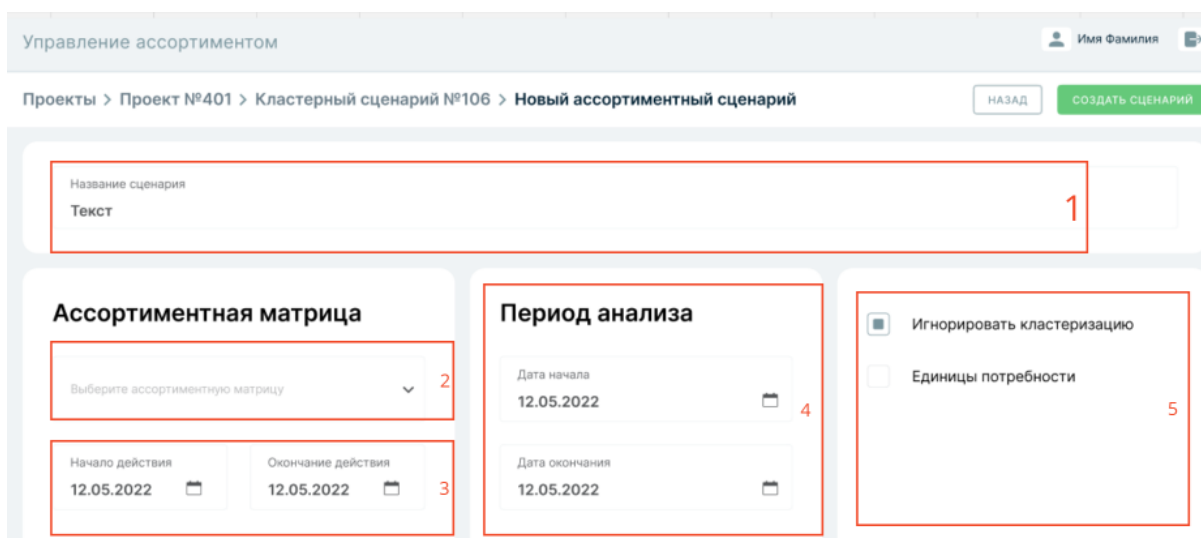 Управление ассортиментом
Имя Фамилия
Проекты > Проект №401 > Кластерный сценарий №106 > Новый ассортиментный сценарий
НАЗАД
СОЗДАТЬ СЦЕНАРИЙ
Название сценария
Текст
1
Ассортиментная матрица
Выберите ассортиментную матрицу
2
Начало действия
Окончание действия
12.05.2022
12.05.2022
3
Период анализа
Дата начала
12.05.2022
4
Дата окончания
12.05.2022
Игнорировать кластеризацию
Единицы потребности
5